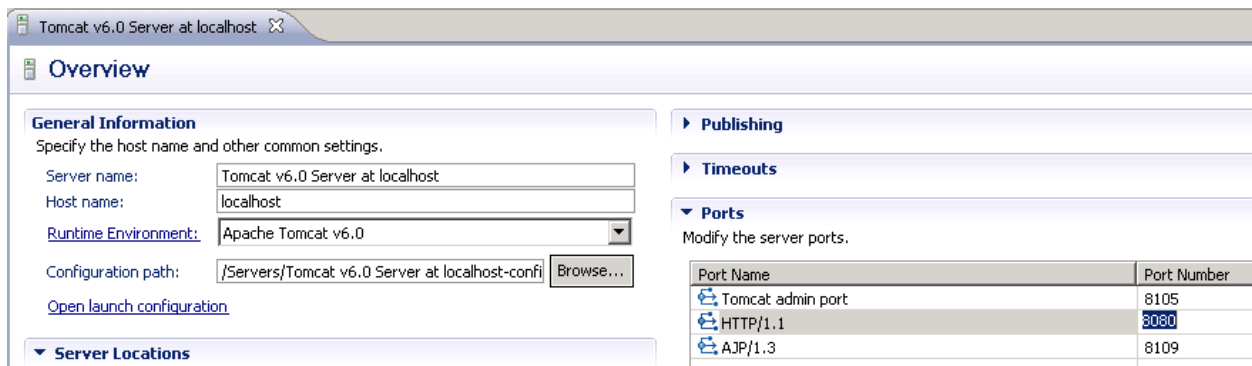 Tomcat v6.0 Server at localhost
Overview
General Information
Specify the host name and other common settings.
Server name: Tomcat v6.0 Server at localhost
Host name: localhost
Runtime Environment: Apache Tomcat v6.0
Configuration path: /Servers/Tomcat v6.0 Server at localhost-confi Browse...
Open launch configuration
Server Locations
Publishing
Timeouts
Ports
Modify the server ports.
Port Name Port Number
Tomcat admin port 8105
HTTP/1.1 8080
AJP/1.3 8109